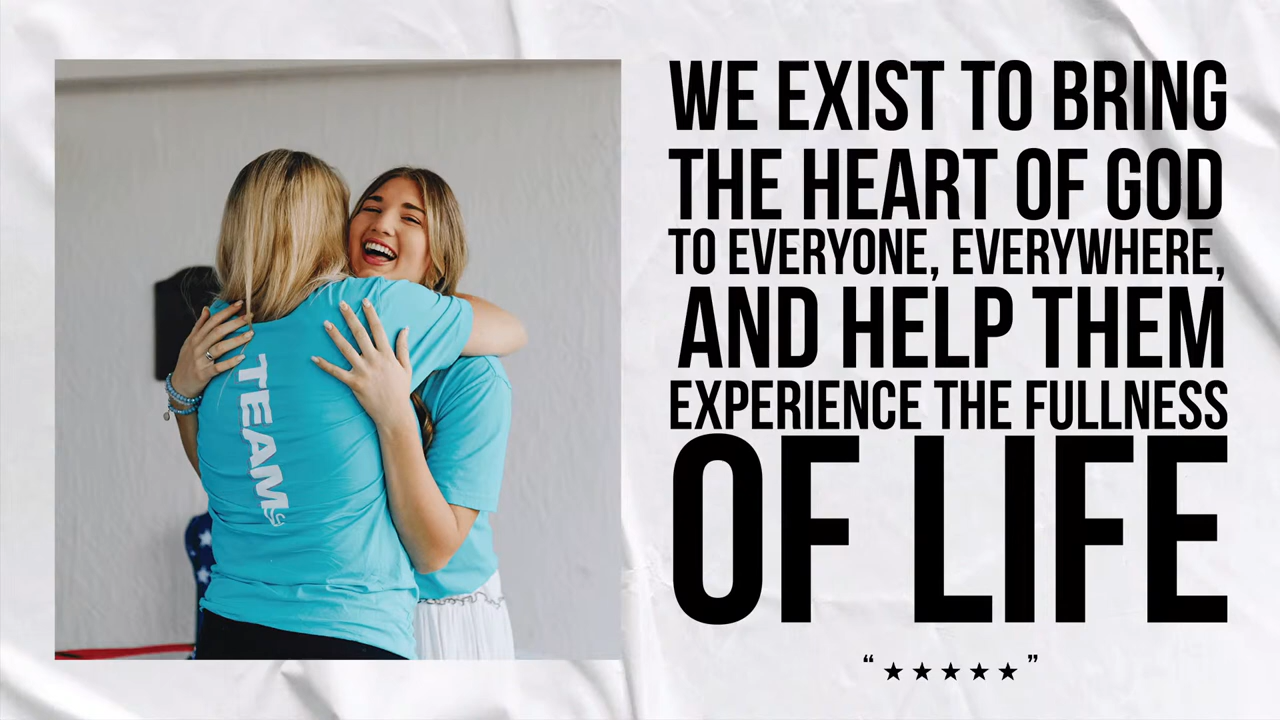 WE EXIST TO BRING
THE HEART OF GOD
TO EVERYONE, EVERYWHERE,
AND HELP THEM
EXPERIENCE THE FULLNESS
OF LIFE
“ ★★★★★ ”
TEAM